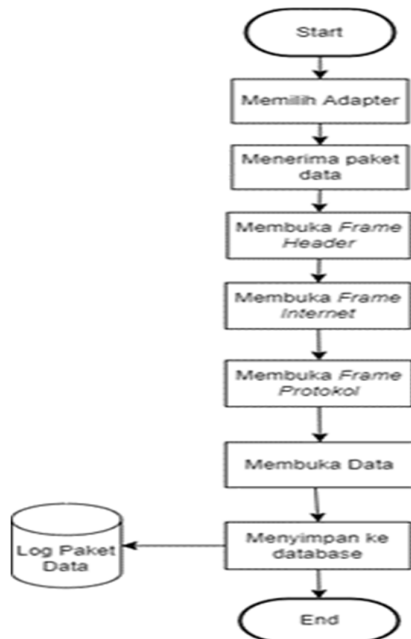 Start
Memilih Adapter
Menerima paket
data
Membuka Frame
Header
Membuka Frame
Internet
Membuka Frame
Protokol
Membuka Data
Menyimpan ke
database
Log Paket
Data
End